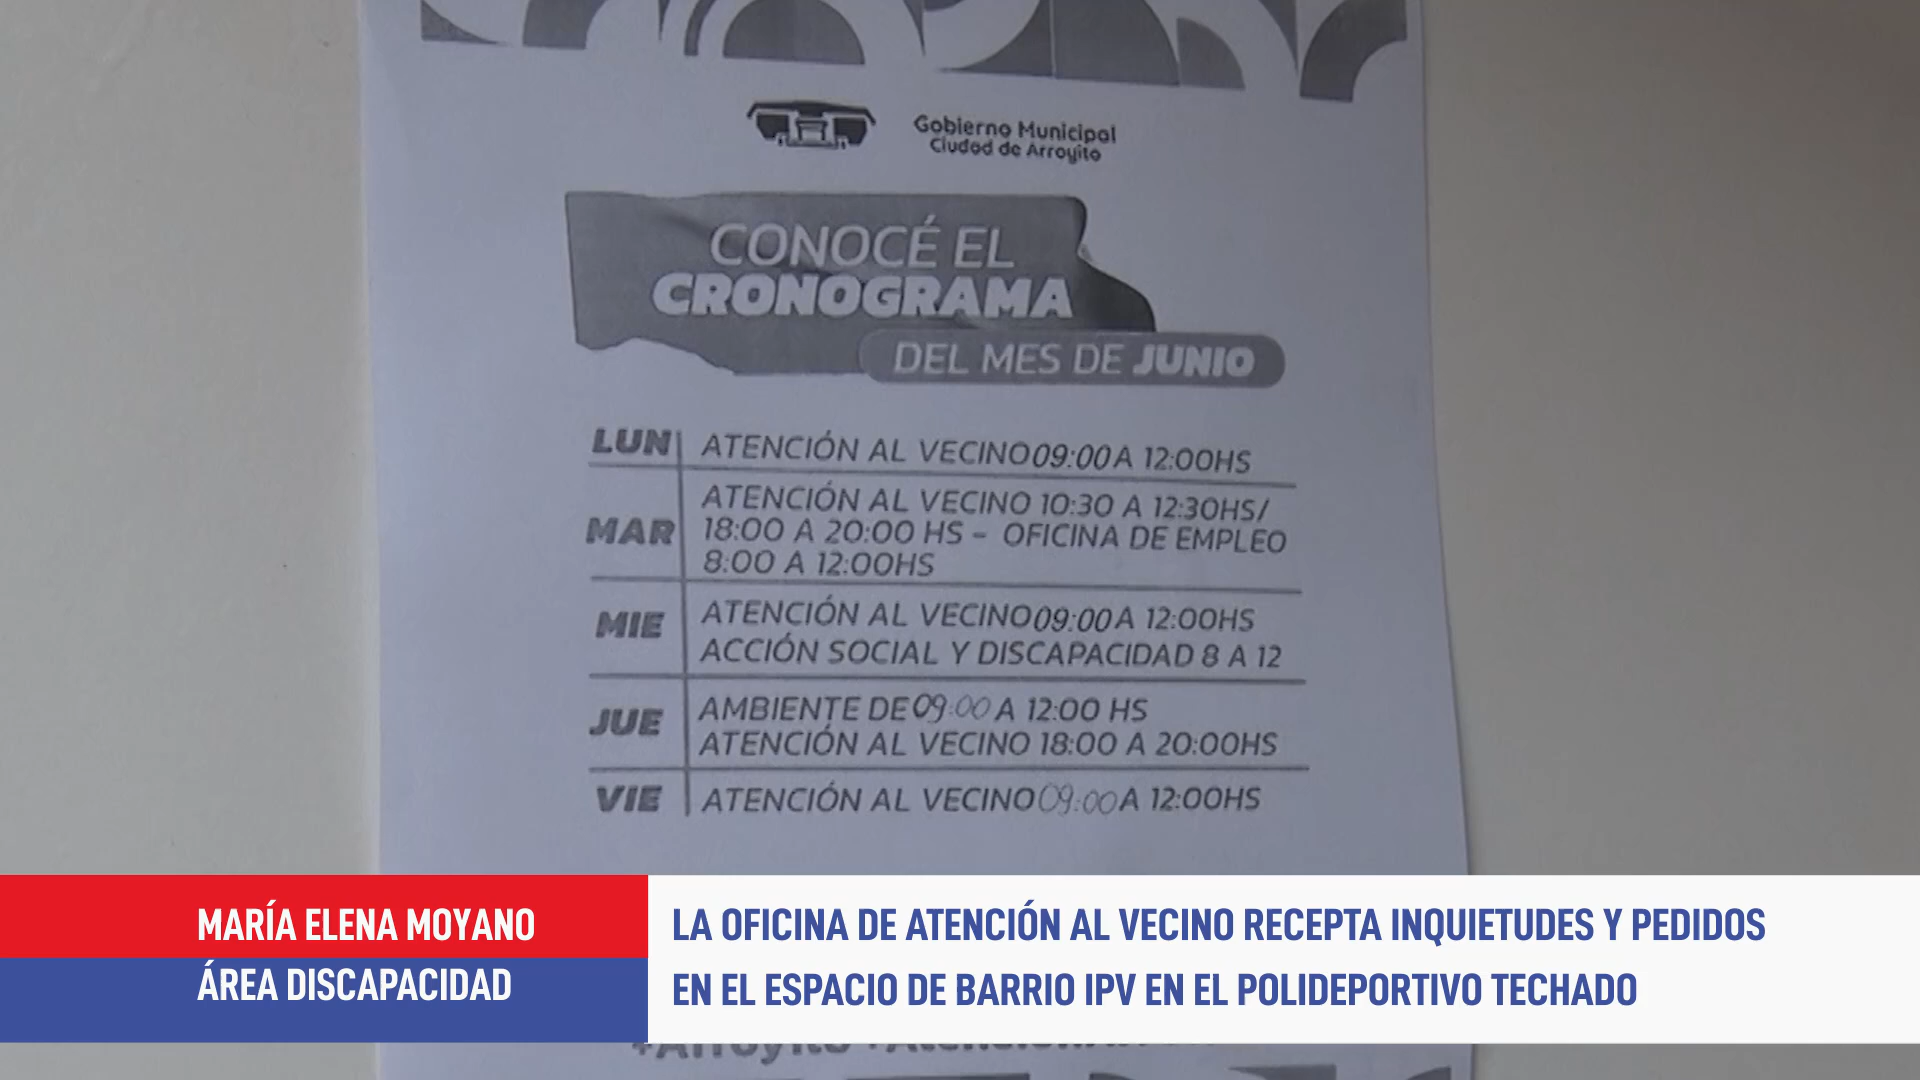 Gobierno Municipal
Ciudad de Arroyito
CONOCÉ EL
CRONOGRAMA
DEL MES DE JUNIO
LUN ATENCIÓN AL VECINO 09:00 A 12:00HS
MAR ATENCIÓN AL VECINO 10:30 A 12:30HS/
18:00 A 20:00 HS - OFICINA DE EMPLEO
8:00 A 12:00HS
MIE ATENCIÓN AL VECINO 09:00 A 12:00HS
ACCIÓN SOCIAL Y DISCAPACIDAD 8 A 12
JUE AMBIENTE DE 09:00 A 12:00 HS
ATENCIÓN AL VECINO 18:00 A 20:00HS
VIE ATENCIÓN AL VECINO 09:00 A 12:00HS
MARÍA ELENA MOYANO
ÁREA DISCAPACIDAD
LA OFICINA DE ATENCIÓN AL VECINO RECEPTA INQUIETUDES Y PEDIDOS
EN EL ESPACIO DE BARRIO IPV EN EL POLIDEPORTIVO TECHADO